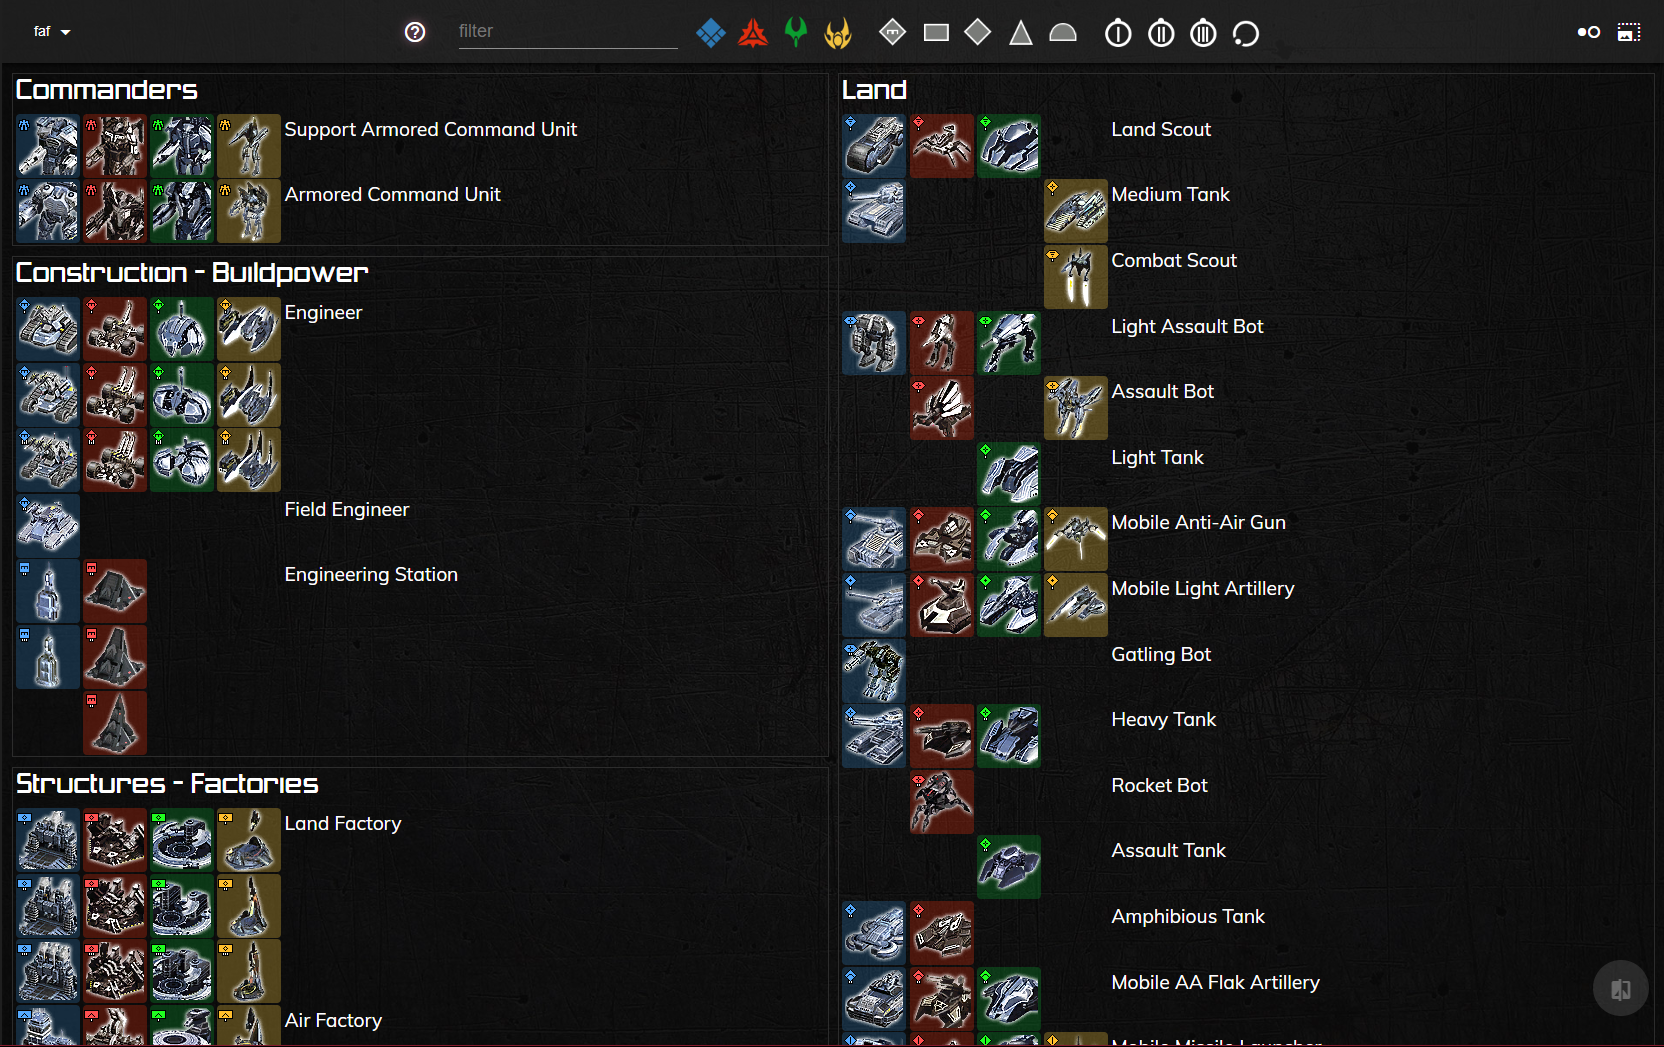 faf
filter
Commanders
Support Armored Command Unit
Armored Command Unit
Construction - Buildpower
Engineer
Field Engineer
Engineering Station
Structures - Factories
Land Factory
Air Factory
Land
Land Scout
Medium Tank
Combat Scout
Light Assault Bot
Assault Bot
Light Tank
Mobile Anti-Air Gun
Mobile Light Artillery
Gatling Bot
Heavy Tank
Rocket Bot
Assault Tank
Amphibious Tank
Mobile AA Flak Artillery
Mobile Missile Launcher